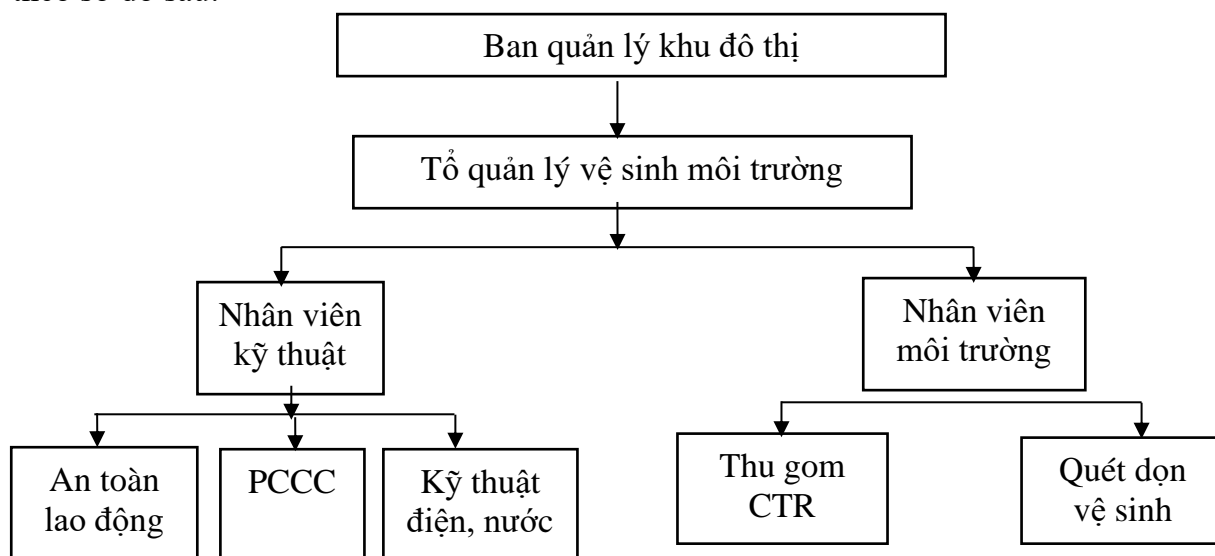 Ban quản lý khu đô thị
Tổ quản lý vệ sinh môi trường
Nhân viên
kỹ thuật
Nhân viên
môi trường
An toàn
lao động
PCCC
Kỹ thuật
điện, nước
Thu gom
CTR
Quét dọn
vệ sinh